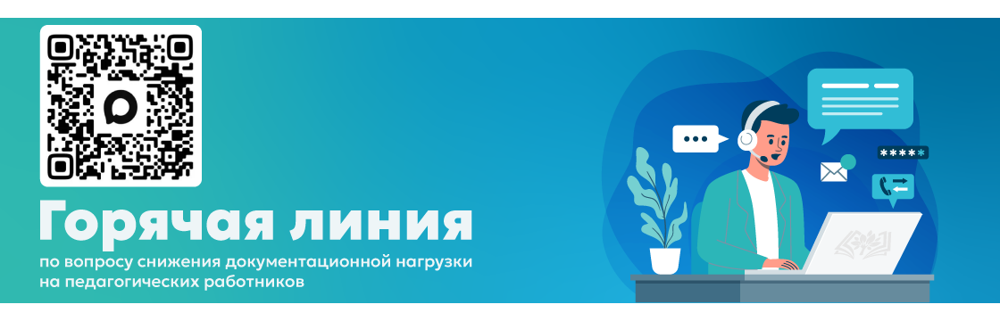 Горячая линия
по вопросу снижения документационной нагрузки
на педагогических работников